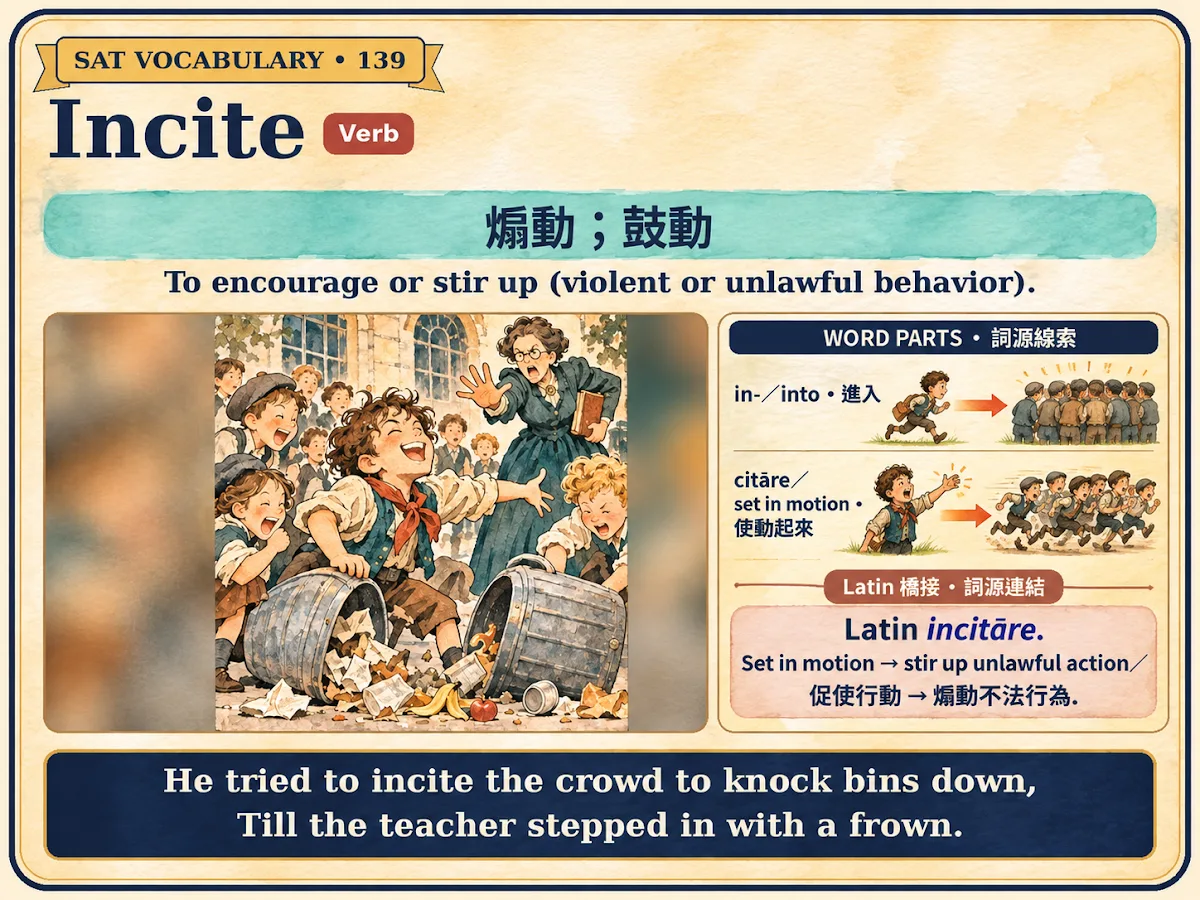 SAT VOCABULARY • 139
Incite
Verb
煽動；鼓動
To encourage or stir up (violent or unlawful behavior).
WORD PARTS • 詞源線索
in-／into • 進入
citāre／
set in motion •
使動起來
Latin 橋接 • 詞源連結
Latin incitāre.
Set in motion → stir up unlawful action／
促使行動 → 煽動不法行為.
He tried to incite the crowd to knock bins down,
Till the teacher stepped in with a frown.